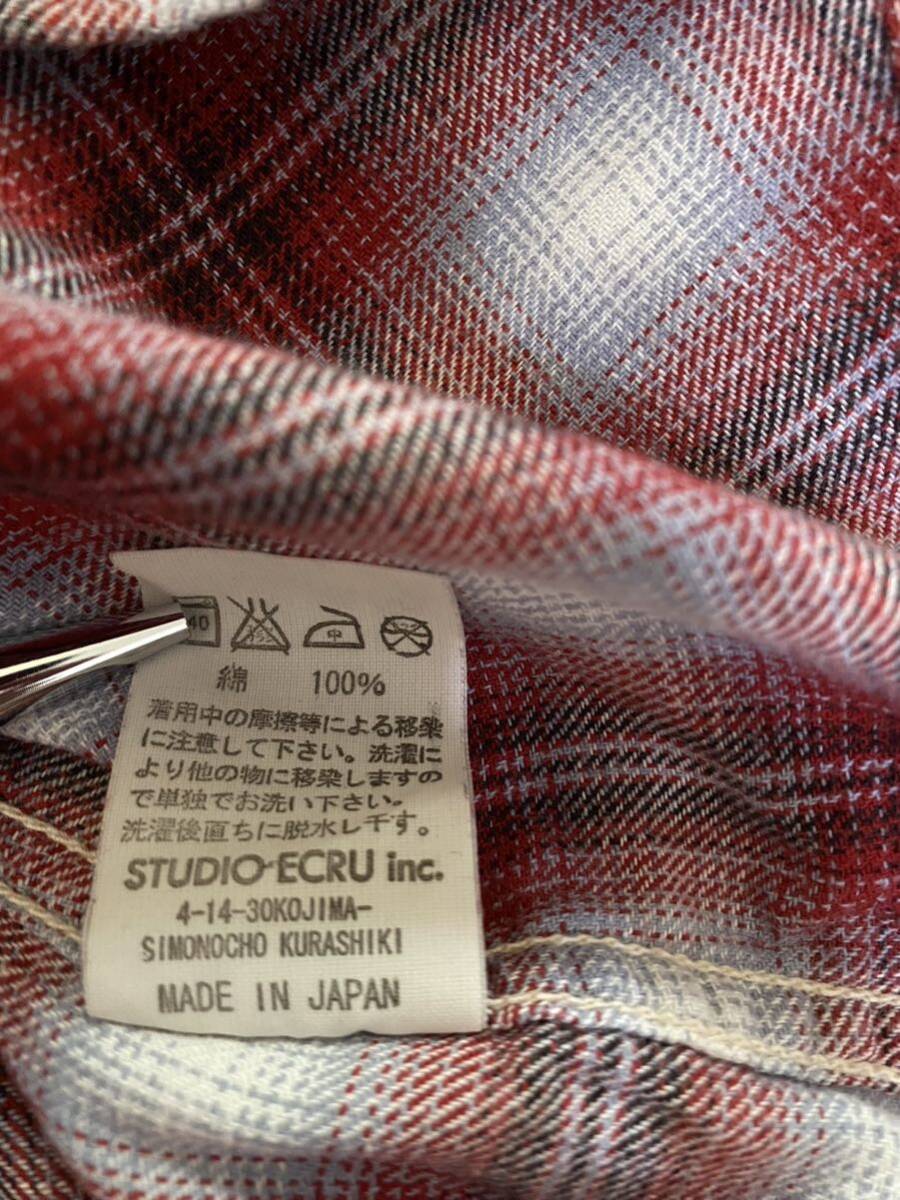 40 中
綿 100%
着用中の摩擦等による移染
に注意して下さい。洗濯に
より他の物に移染しますの
で単独でお洗い下さい。
洗濯後直ちに脱水し干す。
STUDIO ECRU inc.
4-14-30KOJIMA-
SIMONOCHO KURASHIKI
MADE IN JAPAN